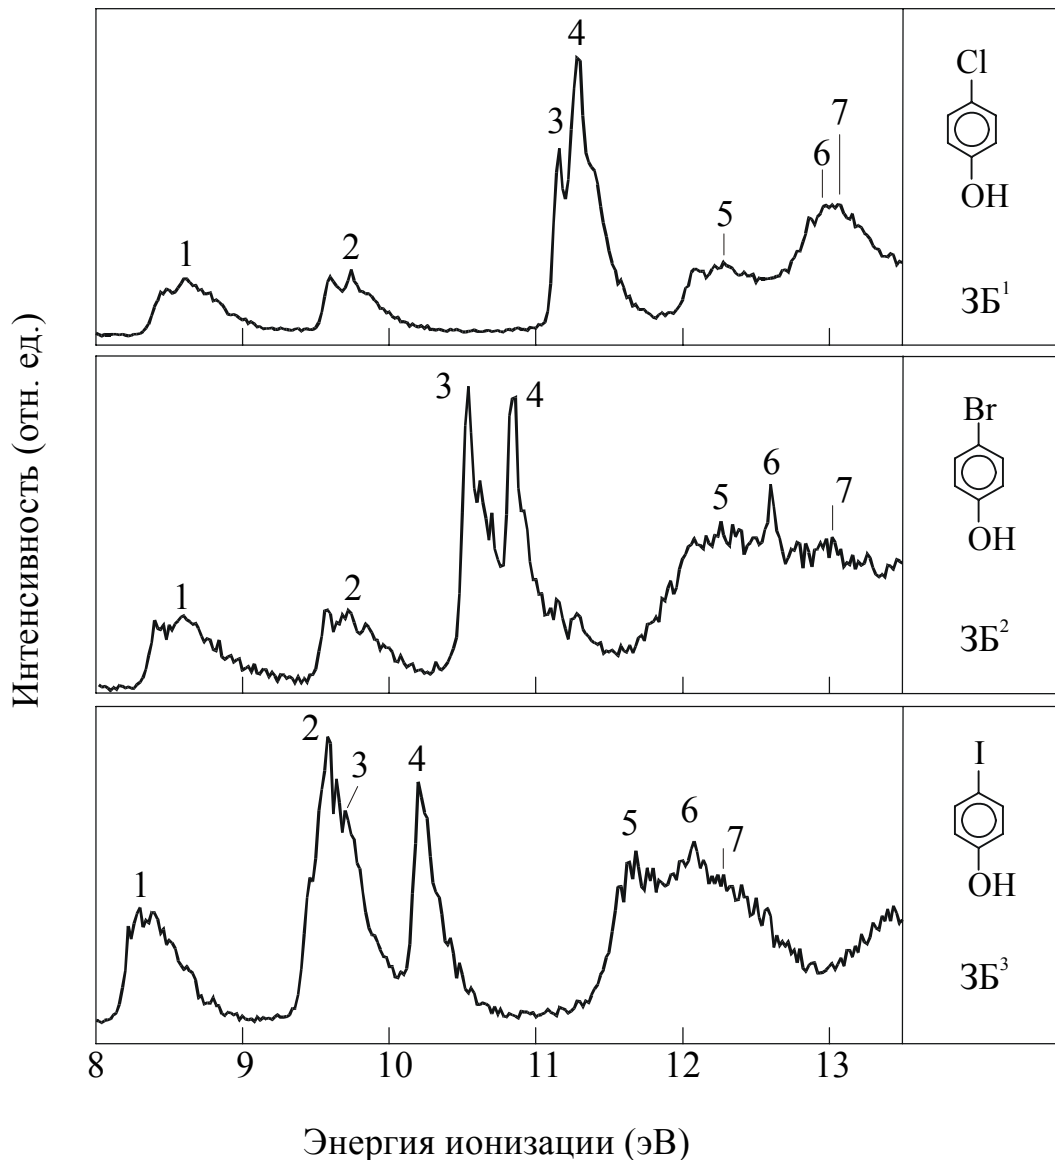 Интенсивность (отн. ед.)
1
2
3
4
5
6
7
Cl
OH
ЗБ¹
1
2
3
4
5
6
7
Br
OH
ЗБ²
1
2
3
4
5
6
7
I
OH
ЗБ³
8 9 10 11 12 13
Энергия ионизации (эВ)